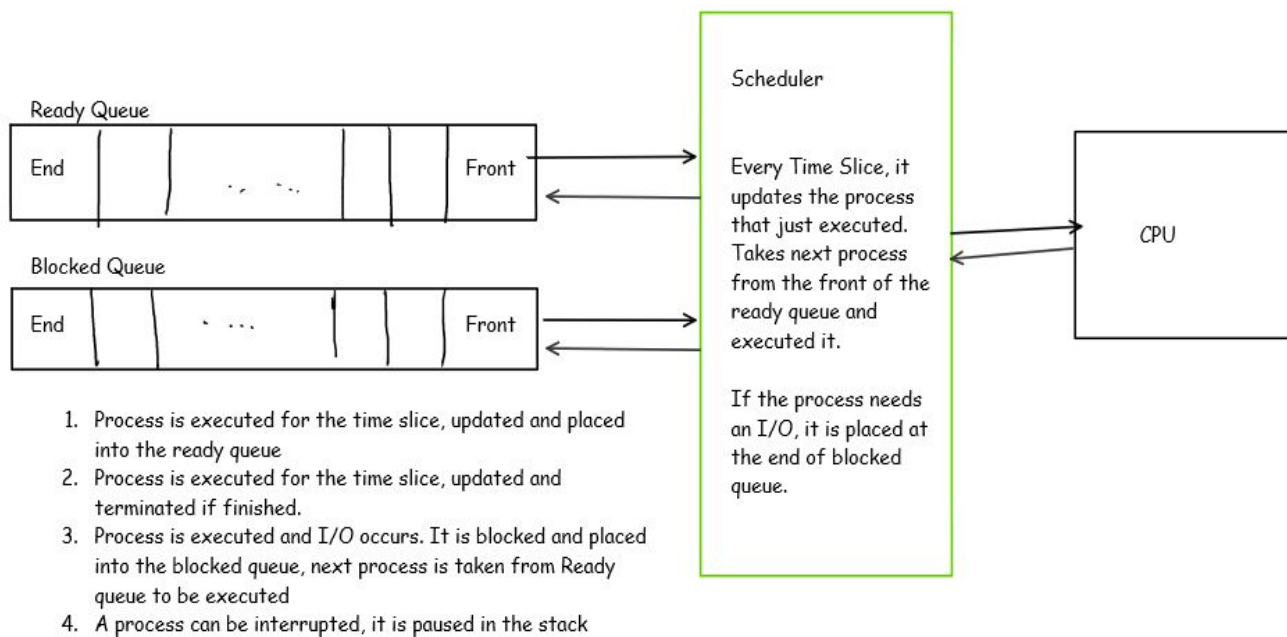 Ready Queue
End
Front
Blocked Queue
End
Front
1. Process is executed for the time slice, updated and placed
into the ready queue
2. Process is executed for the time slice, updated and
terminated if finished.
3. Process is executed and I/O occurs. It is blocked and placed
into the blocked queue, next process is taken from Ready
queue to be executed
4. A process can be interrupted, it is paused in the stack
Scheduler
Every Time Slice, it
updates the process
that just executed.
Takes next process
from the front of the
ready queue and
executed it.
If the process needs
an I/O, it is placed at
the end of blocked
queue.
CPU